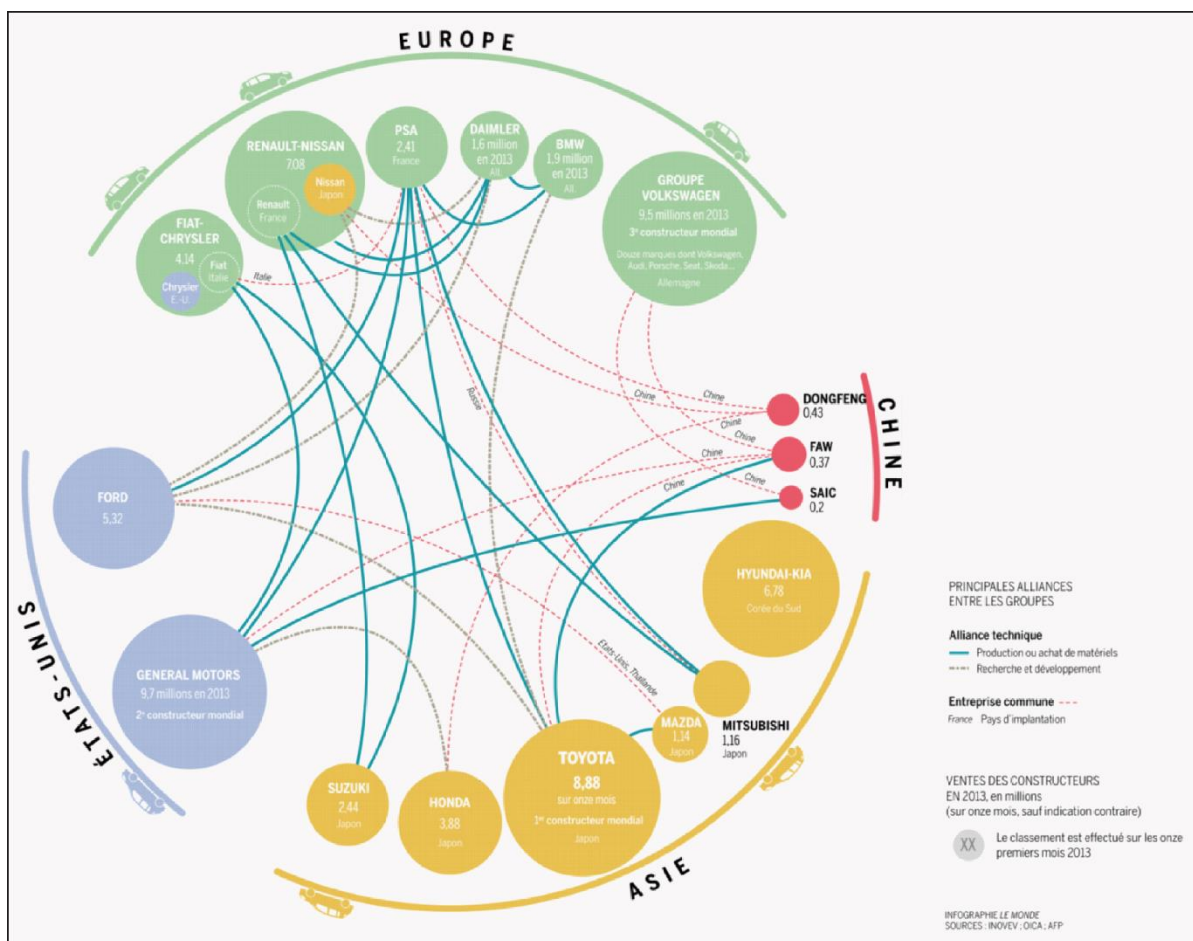 EUROPE
RENAULT-NISSAN
7,08
Nissan
Japon
Renault
France
PSA
2,41
France
DAIMLER
1,6 million
en 2013
All.
BMW
1,9 million
en 2013
All.
GROUPE
VOLKSWAGEN
9,5 millions en 2013
3e constructeur mondial
Douze marques dont Volkswagen,
Audi, Porsche, Seat, Skoda...
Allemagne
FIAT-
CHRYSLER
4,14
Fiat
Italie
Chrysler
E.-U.
Italie
Russie
Chine
Chine
Chine
Chine
Chine
Chine
Chine
CHINE
DONGFENG
0,43
FAW
0,37
SAIC
0,2
ÉTATS-UNIS
FORD
5,32
GENERAL MOTORS
9,7 millions en 2013
2e constructeur mondial
Etats-Unis, Thaïlande
ASIE
HYUNDAI-KIA
6,78
Corée du Sud
MITSUBISHI
1,16
Japon
MAZDA
1,14
Japon
TOYOTA
8,88
sur onze mois
1er constructeur mondial
Japon
HONDA
3,88
Japon
SUZUKI
2,44
Japon
PRINCIPALES ALLIANCES
ENTRE LES GROUPES
Alliance technique
Production ou achat de matériels
Recherche et développement
Entreprise commune
France Pays d'implantation
VENTES DES CONSTRUCTEURS
EN 2013, en millions
(sur onze mois, sauf indication contraire)
XX
Le classement est effectué sur les onze
premiers mois 2013
INFOGRAPHIE LE MONDE
SOURCES : INOVEV ; OICA ; AFP